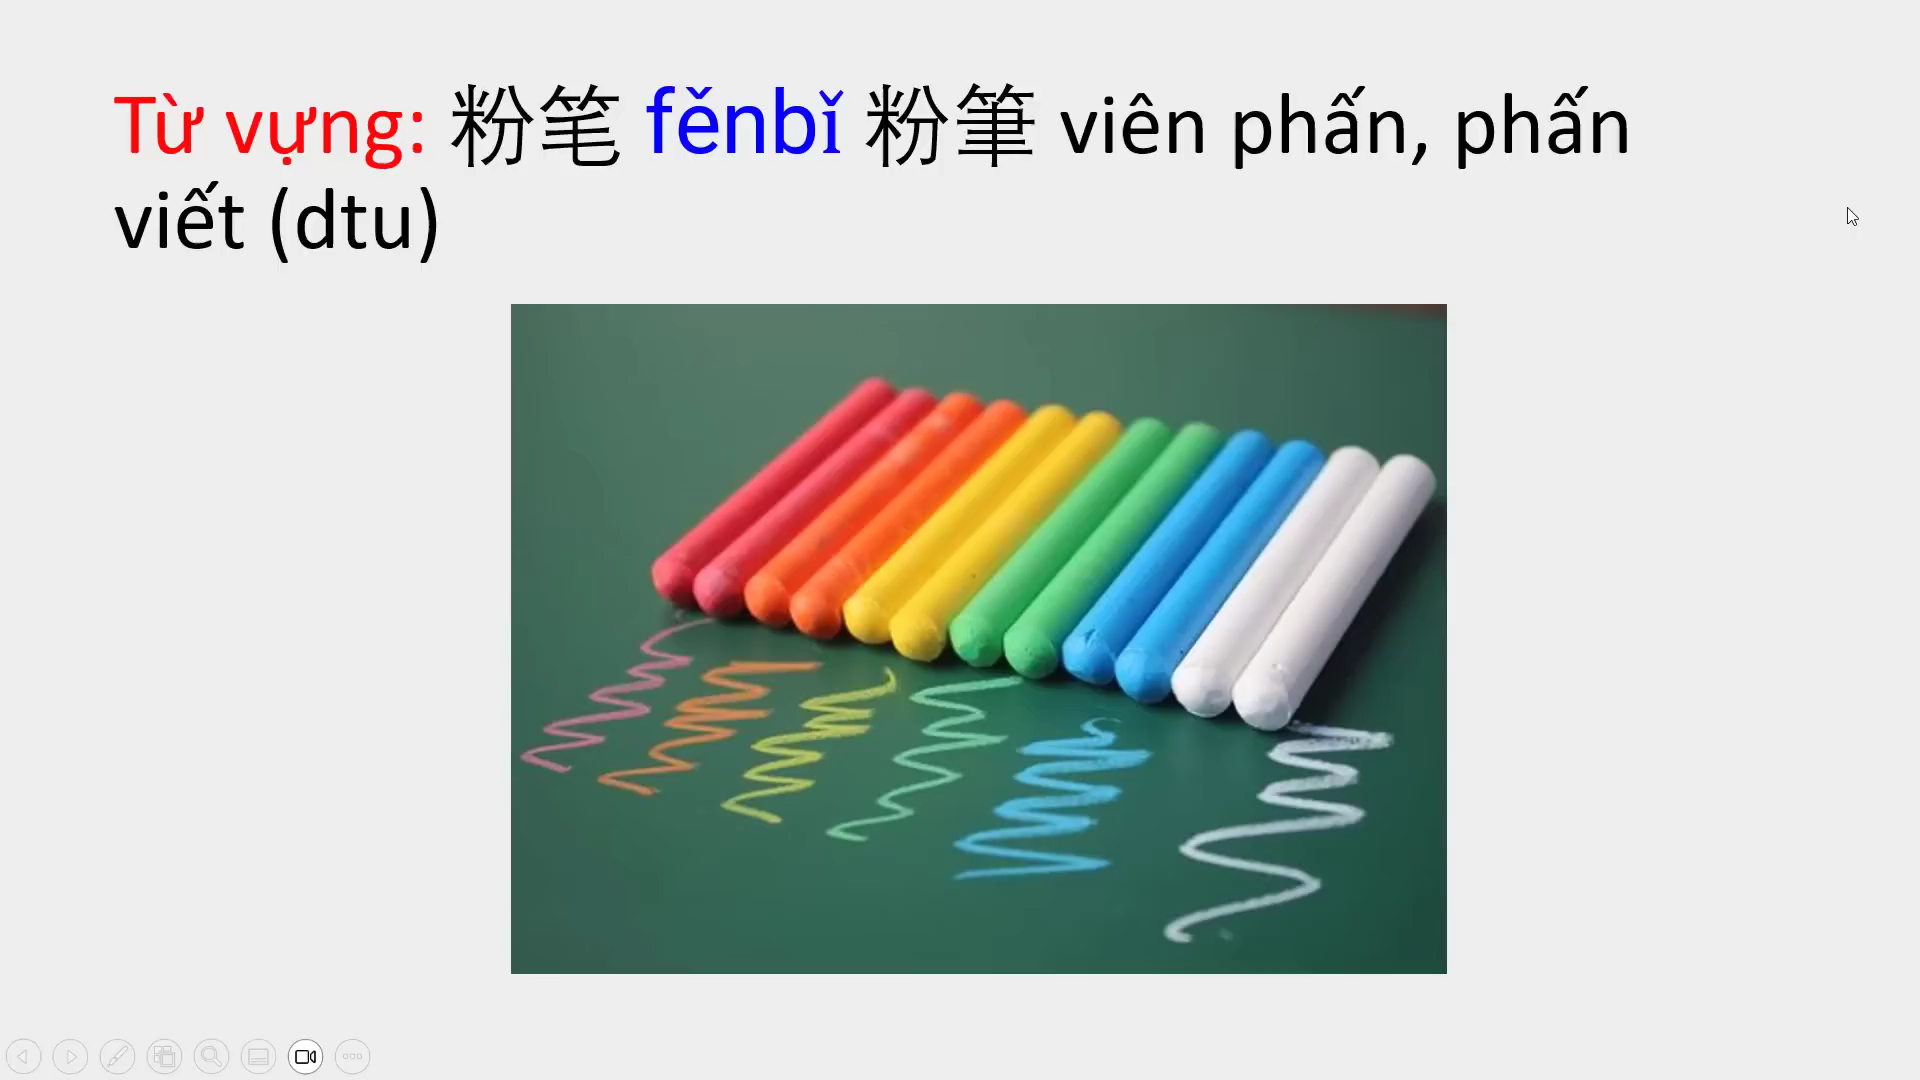 Từ vựng: 粉笔 fěnbǐ 粉筆 viên phấn, phấn
viết (dtu)